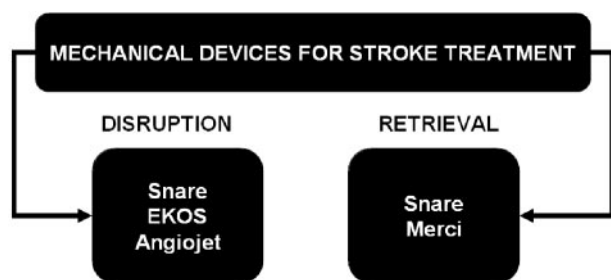 MECHANICAL DEVICES FOR STROKE TREATMENT
DISRUPTION
Snare
EKOS
Angiojet
RETRIEVAL
Snare
Merci